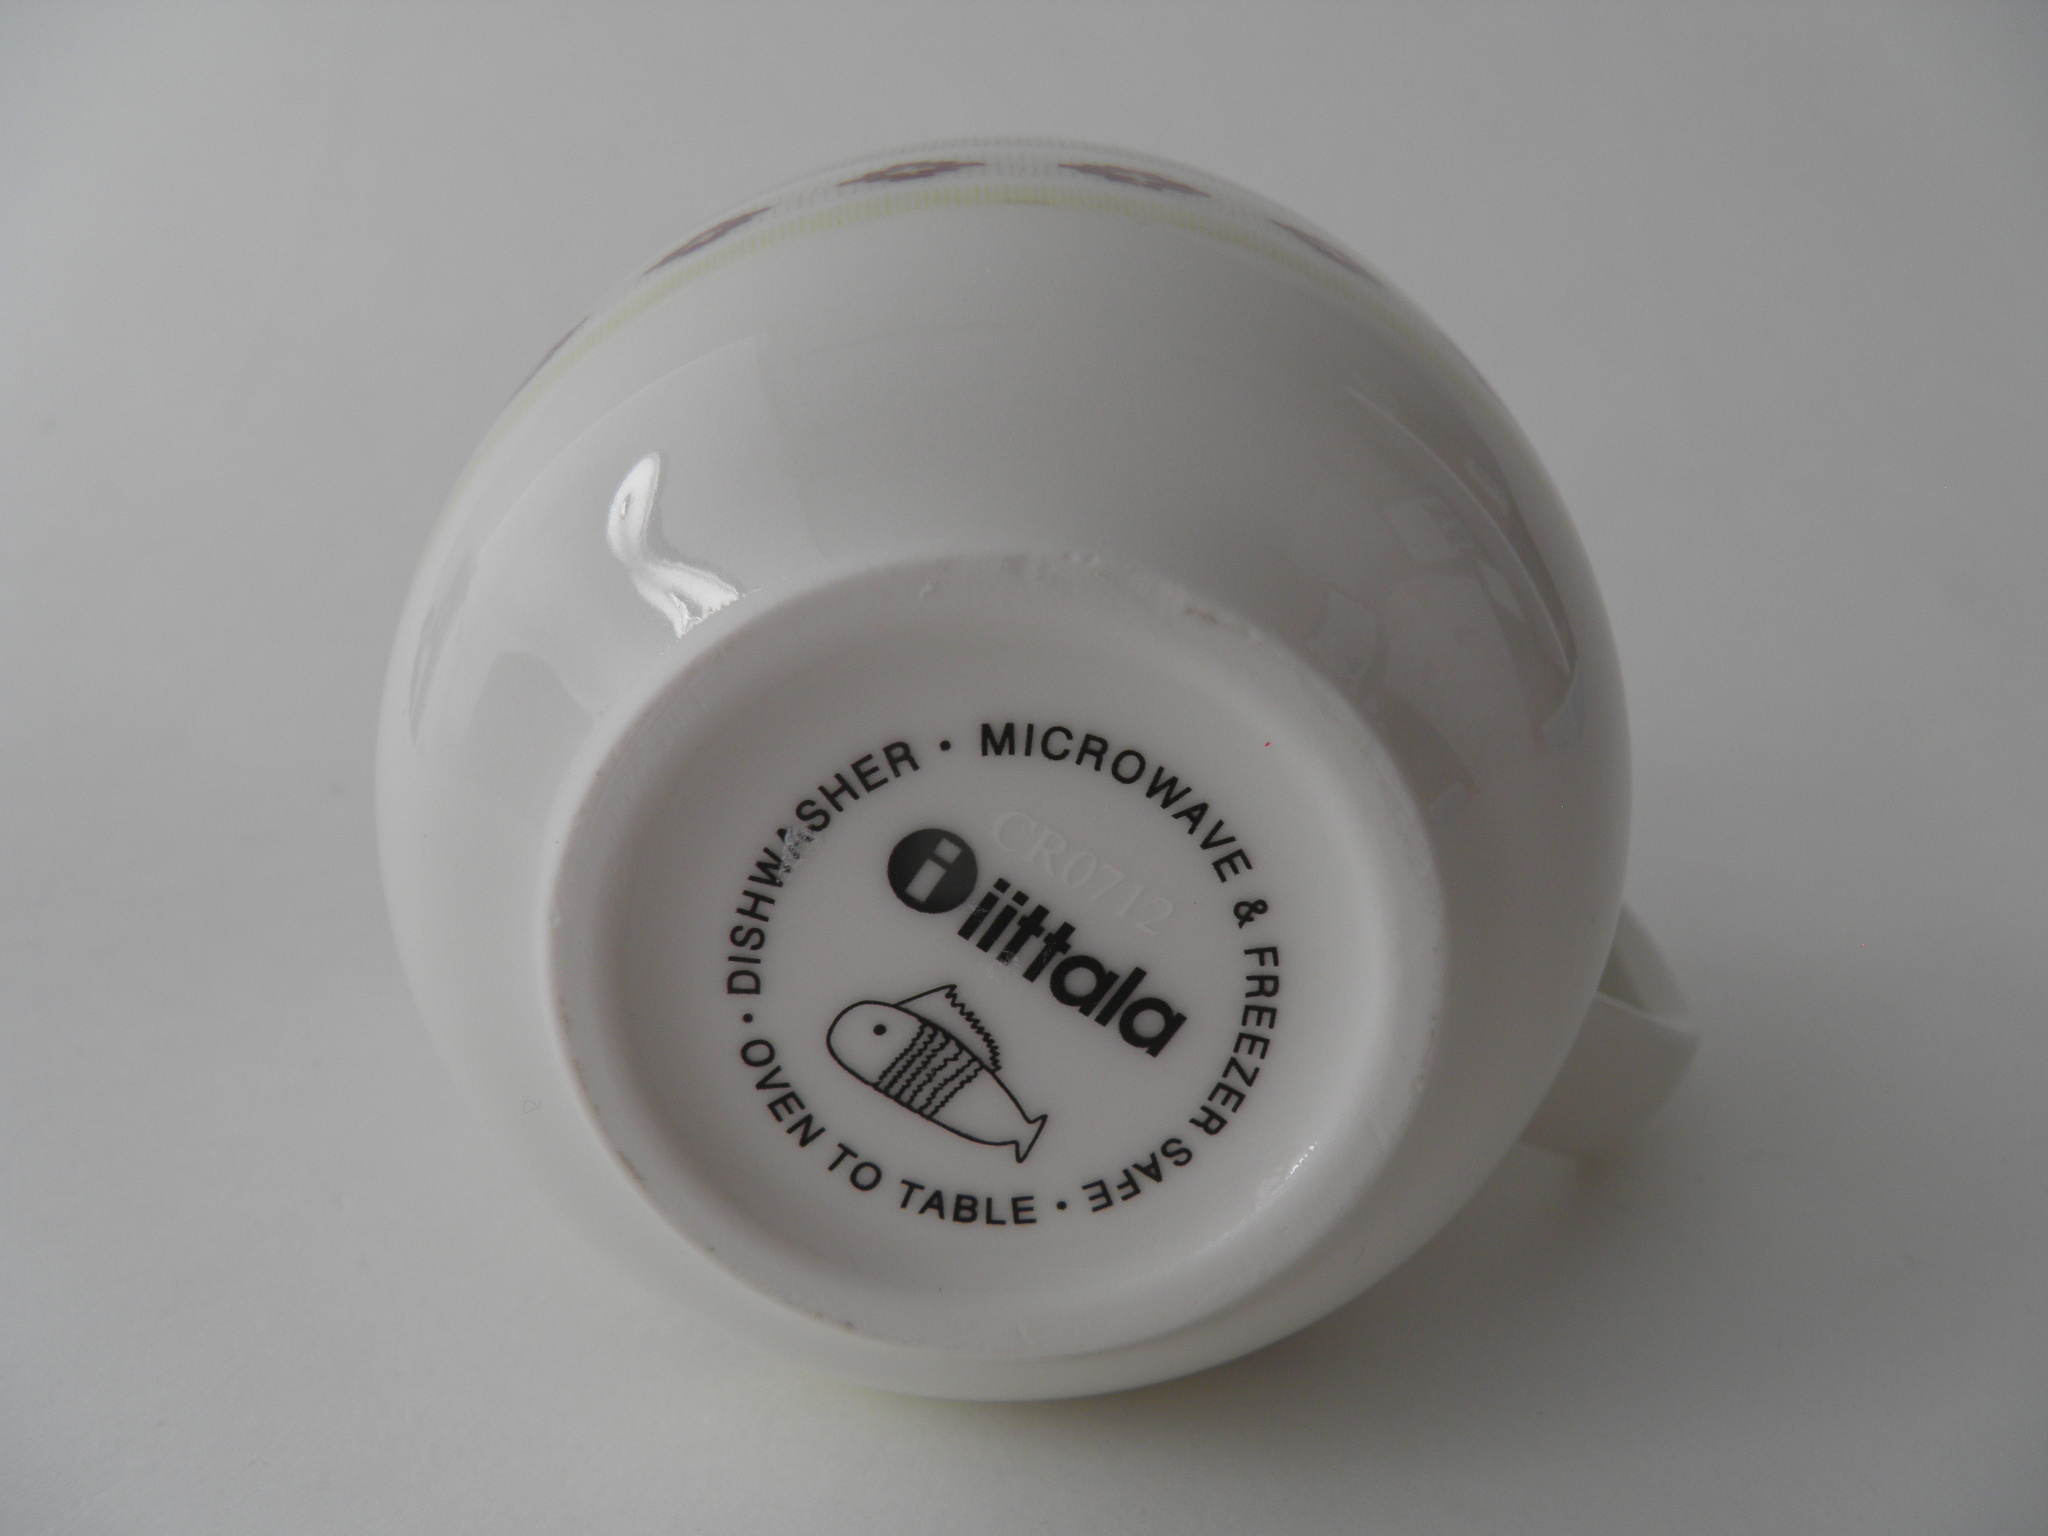 DISHWASHER • MICROWAVE & FREEZER SAFE • OVEN TO TABLE •
CR0712
i iittala